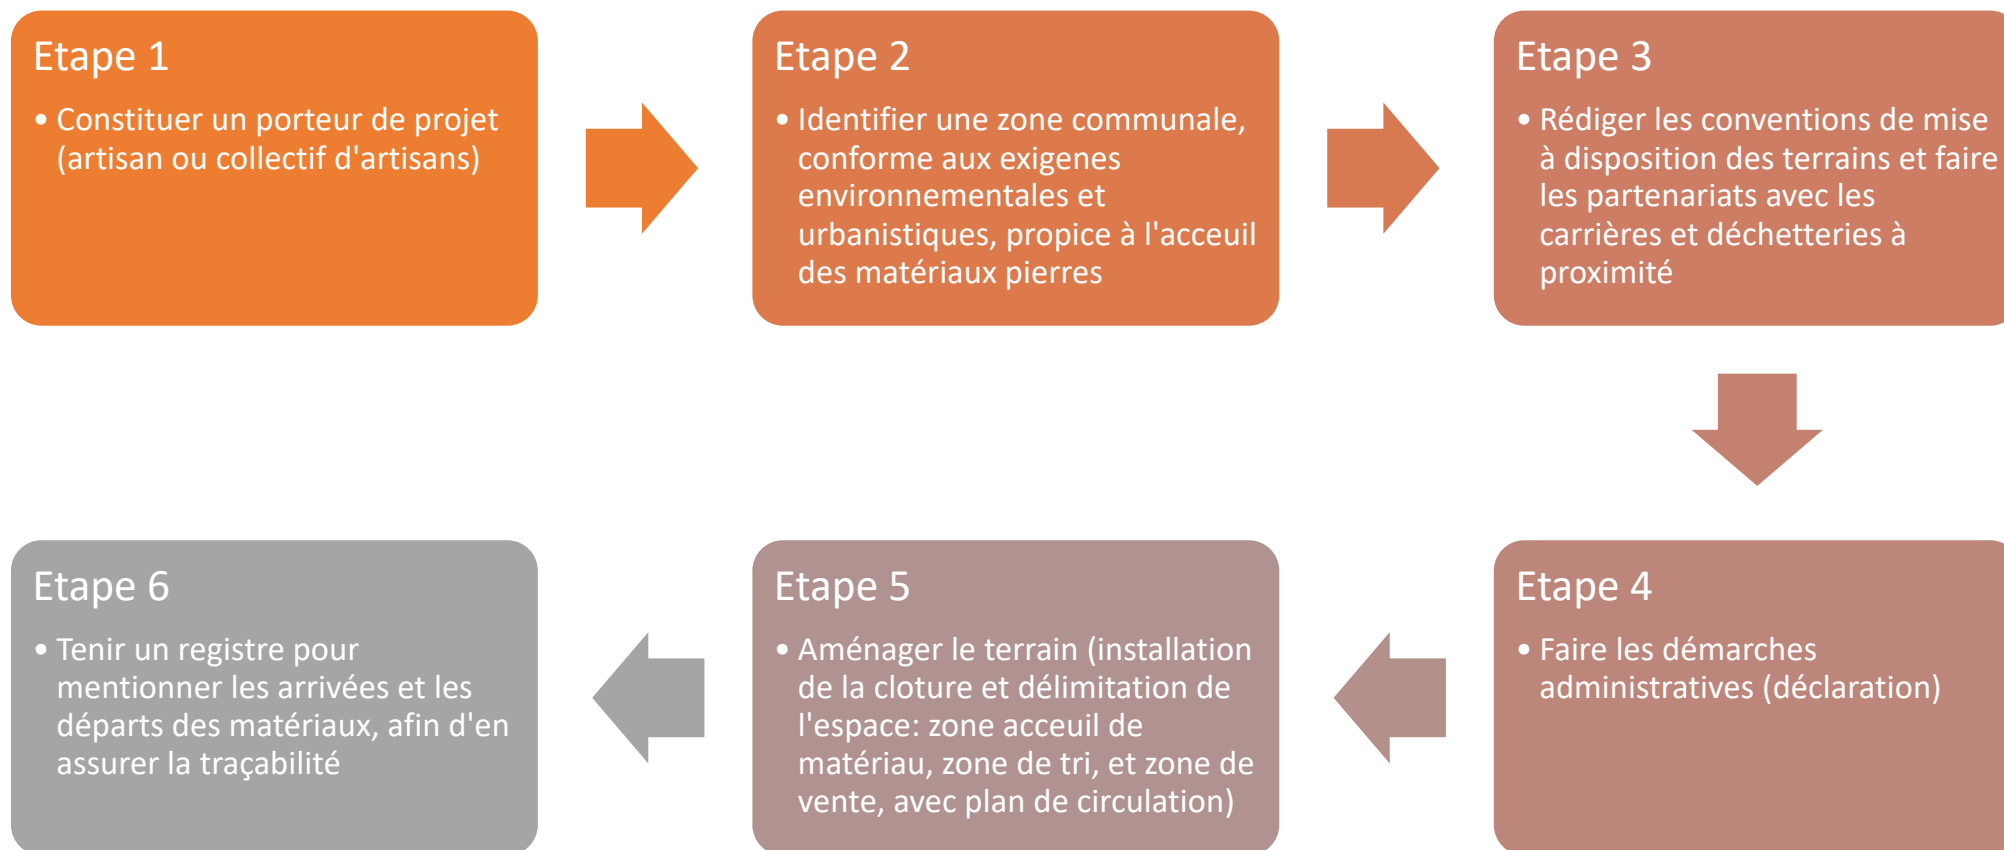 Etape 1
• Constituer un porteur de projet
(artisan ou collectif d'artisans)
Etape 2
• Identifier une zone communale,
conforme aux exigenes
environnementales et
urbanistiques, propice à l'acceuil
des matériaux pierres
Etape 3
• Rédiger les conventions de mise
à disposition des terrains et faire
les partenariats avec les
carrières et déchetteries à
proximité
Etape 4
• Faire les démarches
administratives (déclaration)
Etape 5
• Aménager le terrain (installation
de la cloture et délimitation de
l'espace: zone acceuil de
matériau, zone de tri, et zone de
vente, avec plan de circulation)
Etape 6
• Tenir un registre pour
mentionner les arrivées et les
départs des matériaux, afin d'en
assurer la traçabilité